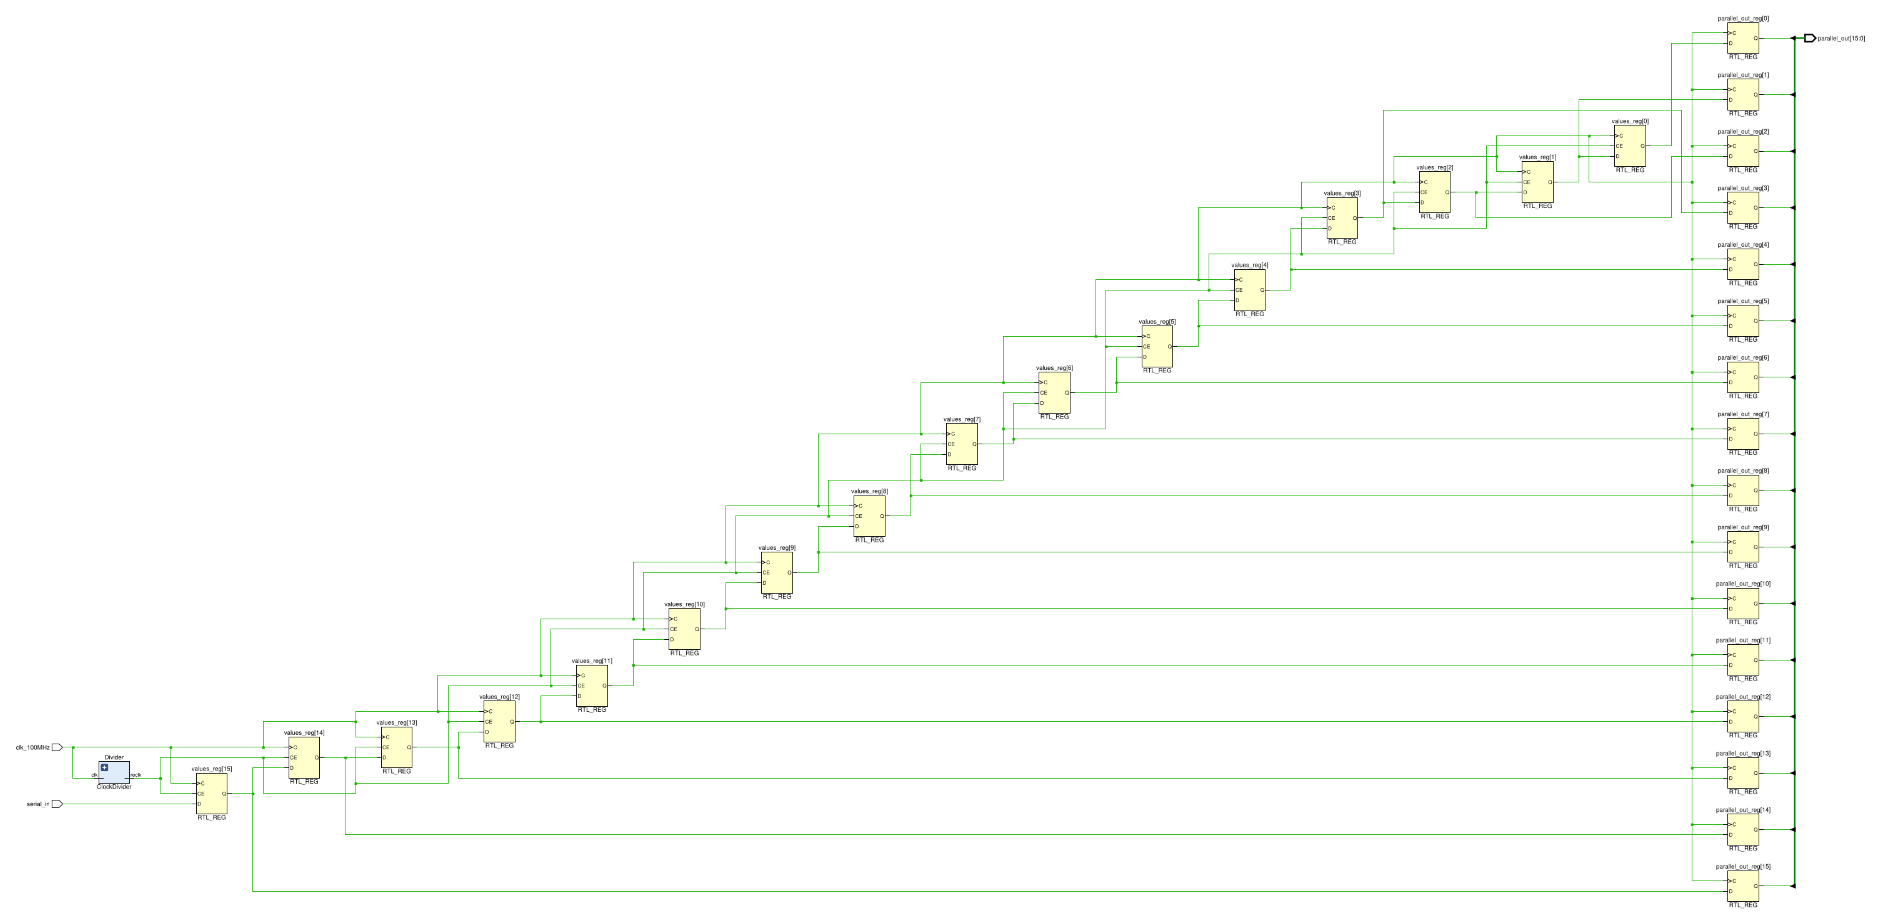 clk_100MHz
serial_in
Divider
clk reclk
ClockDivider
values_reg[15]
C
CE Q
D
RTL_REG
values_reg[14]
C
CE Q
D
RTL_REG
values_reg[13]
C
CE Q
D
RTL_REG
values_reg[12]
C
CE Q
D
RTL_REG
values_reg[11]
C
CE Q
D
RTL_REG
values_reg[10]
C
CE Q
D
RTL_REG
values_reg[9]
C
CE Q
D
RTL_REG
values_reg[8]
C
CE Q
D
RTL_REG
values_reg[7]
C
CE Q
D
RTL_REG
values_reg[6]
C
CE Q
D
RTL_REG
values_reg[5]
C
CE Q
D
RTL_REG
values_reg[4]
C
CE Q
D
RTL_REG
values_reg[3]
C
CE Q
D
RTL_REG
values_reg[2]
C
CE Q
D
RTL_REG
values_reg[1]
C
CE Q
D
RTL_REG
values_reg[0]
C
CE Q
D
RTL_REG
parallel_out_reg[0]
C
Q
D
RTL_REG
parallel_out_reg[1]
C
Q
D
RTL_REG
parallel_out_reg[2]
C
Q
D
RTL_REG
parallel_out_reg[3]
C
Q
D
RTL_REG
parallel_out_reg[4]
C
Q
D
RTL_REG
parallel_out_reg[5]
C
Q
D
RTL_REG
parallel_out_reg[6]
C
Q
D
RTL_REG
parallel_out_reg[7]
C
Q
D
RTL_REG
parallel_out_reg[8]
C
Q
D
RTL_REG
parallel_out_reg[9]
C
Q
D
RTL_REG
parallel_out_reg[10]
C
Q
D
RTL_REG
parallel_out_reg[11]
C
Q
D
RTL_REG
parallel_out_reg[12]
C
Q
D
RTL_REG
parallel_out_reg[13]
C
Q
D
RTL_REG
parallel_out_reg[14]
C
Q
D
RTL_REG
parallel_out_reg[15]
C
Q
D
RTL_REG
parallel_out[15:0]